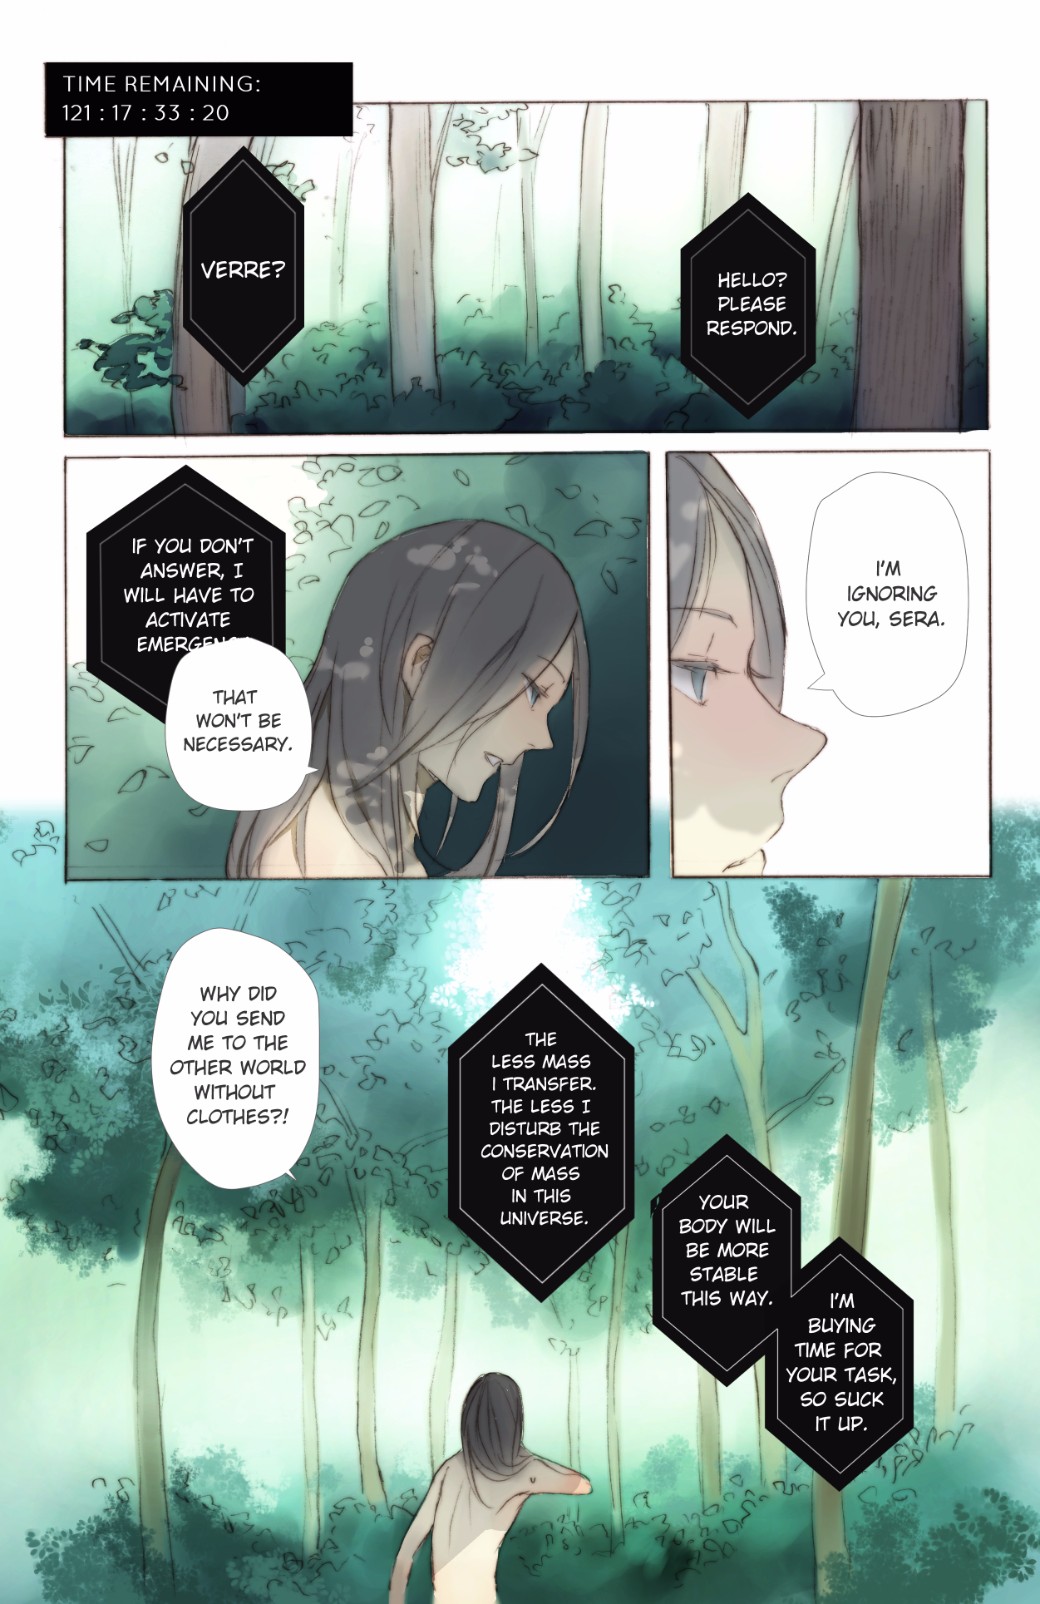 TIME REMAINING:
121 : 17 : 33 : 20
VERRE?
HELLO?
PLEASE
RESPOND.
IF YOU DON'T
ANSWER, I
WILL HAVE TO
ACTIVATE
THAT
WON'T BE
NECESSARY.
I'M
IGNORING
YOU, SERA.
WHY DID
YOU SEND
ME TO THE
OTHER WORLD
WITHOUT
CLOTHES?!
THE
LESS MASS
I TRANSFER.
THE LESS I
DISTURB THE
CONSERVATION
OF MASS
IN THIS
UNIVERSE.
YOUR
BODY WILL
BE MORE
STABLE
THIS WAY.
I'M
BUYING
TIME FOR
YOUR TASK,
SO SUCK
IT UP.